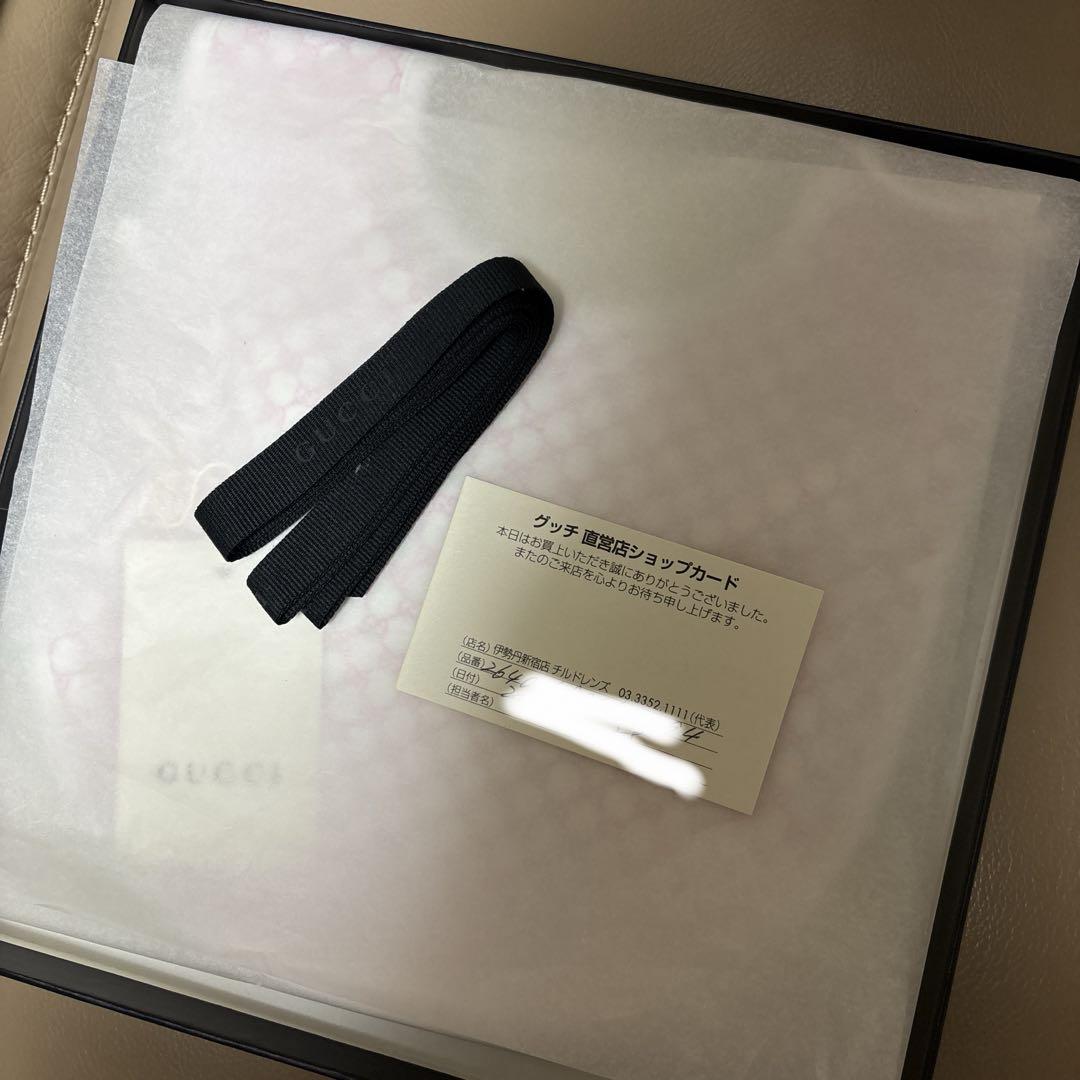 GUCCI
グッチ 直営店ショップカード
本日はお買上いただき誠にありがとうございました。
またのご来店を心よりお待ち申し上げます。
(店名) 伊勢丹新宿店 チルドレンズ 03.3352.1111(代表)
(品番) 264
(日付)
(担当者名)
GUCCI